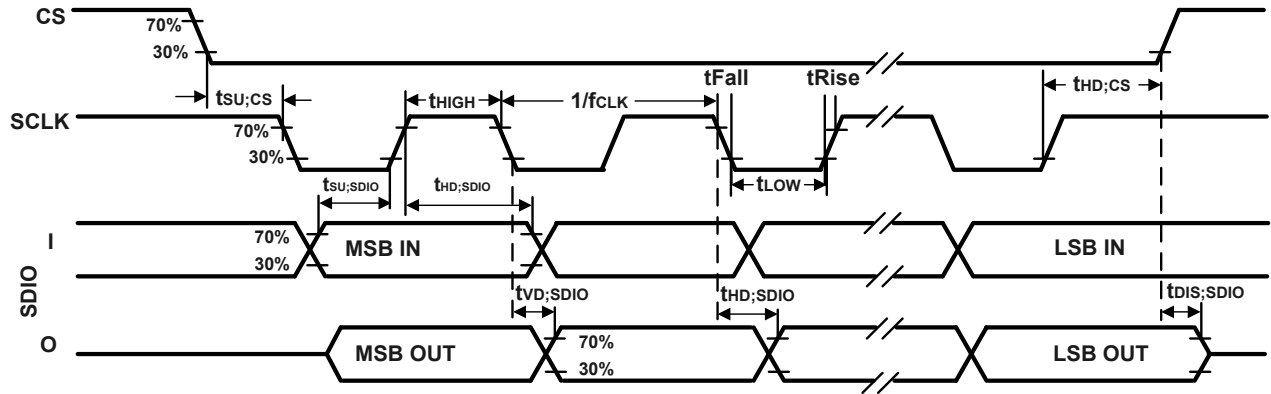 CS
70%
30%
tFall
tRise
tSU;CS
tHIGH
1/fCLK
tHD;CS
SCLK
70%
30%
tLOW
tSU;SDIO
tHD;SDIO
SDIO
I
70%
30%
MSB IN
LSB IN
tVD;SDIO
tHD;SDIO
tDIS;SDIO
O
MSB OUT
70%
30%
LSB OUT